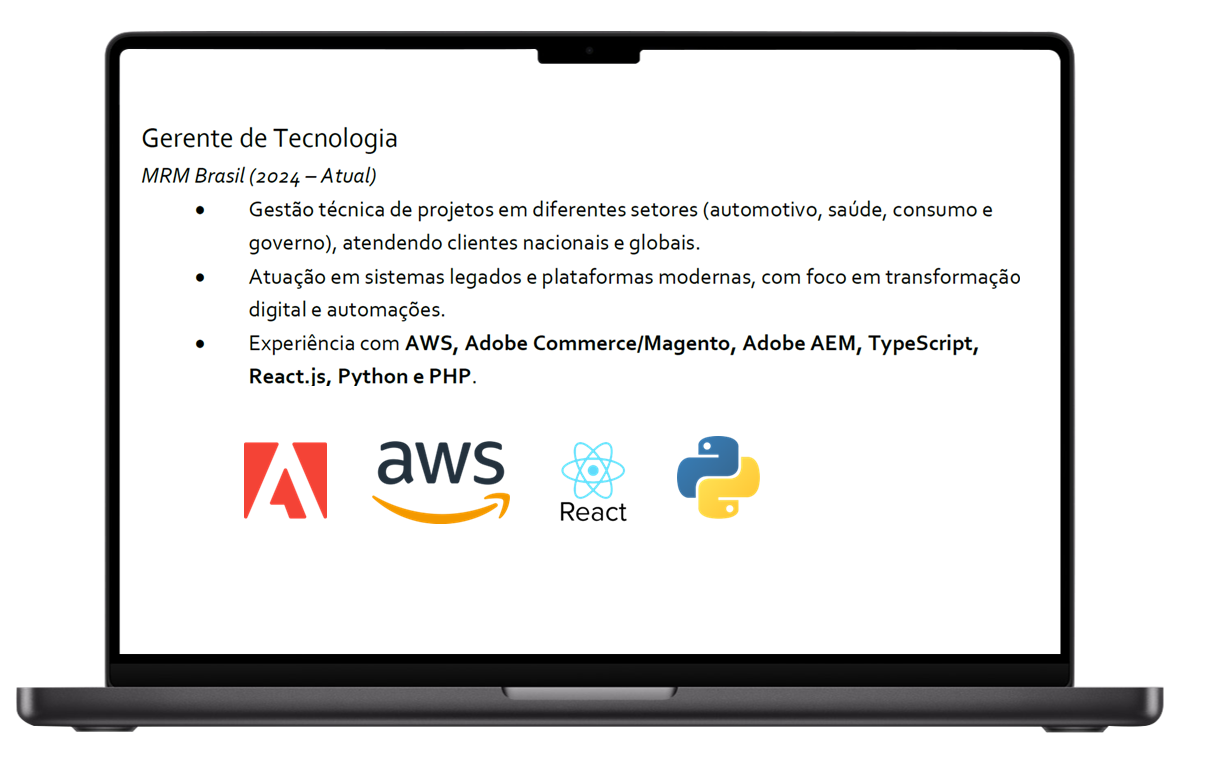 Gerente de Tecnologia
MRM Brasil (2024 – Atual)
● Gestão técnica de projetos em diferentes setores (automotivo, saúde, consumo e
governo), atendendo clientes nacionais e globais.
● Atuação em sistemas legados e plataformas modernas, com foco em transformação
digital e automações.
● Experiência com AWS, Adobe Commerce/Magento, Adobe AEM, TypeScript,
React.js, Python e PHP.
aws
React